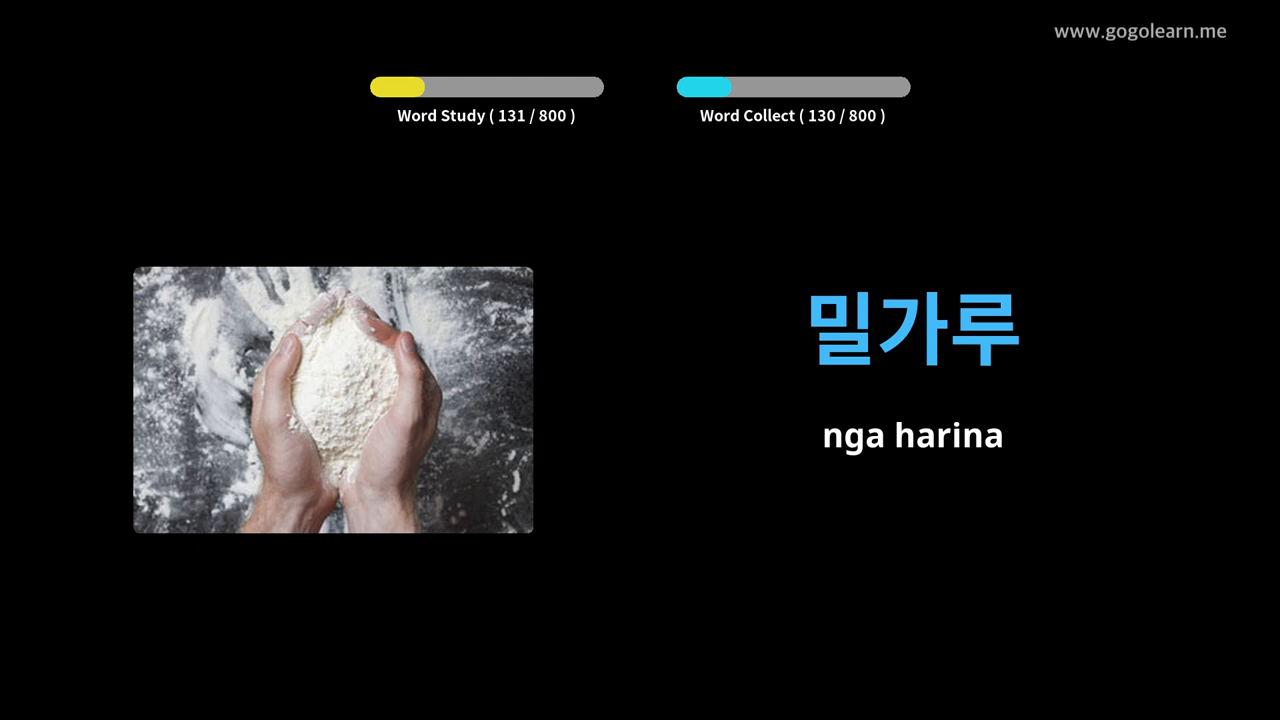 www.gogolearn.me
Word Study ( 131 / 800 )
Word Collect ( 130 / 800 )
밀가루
nga harina